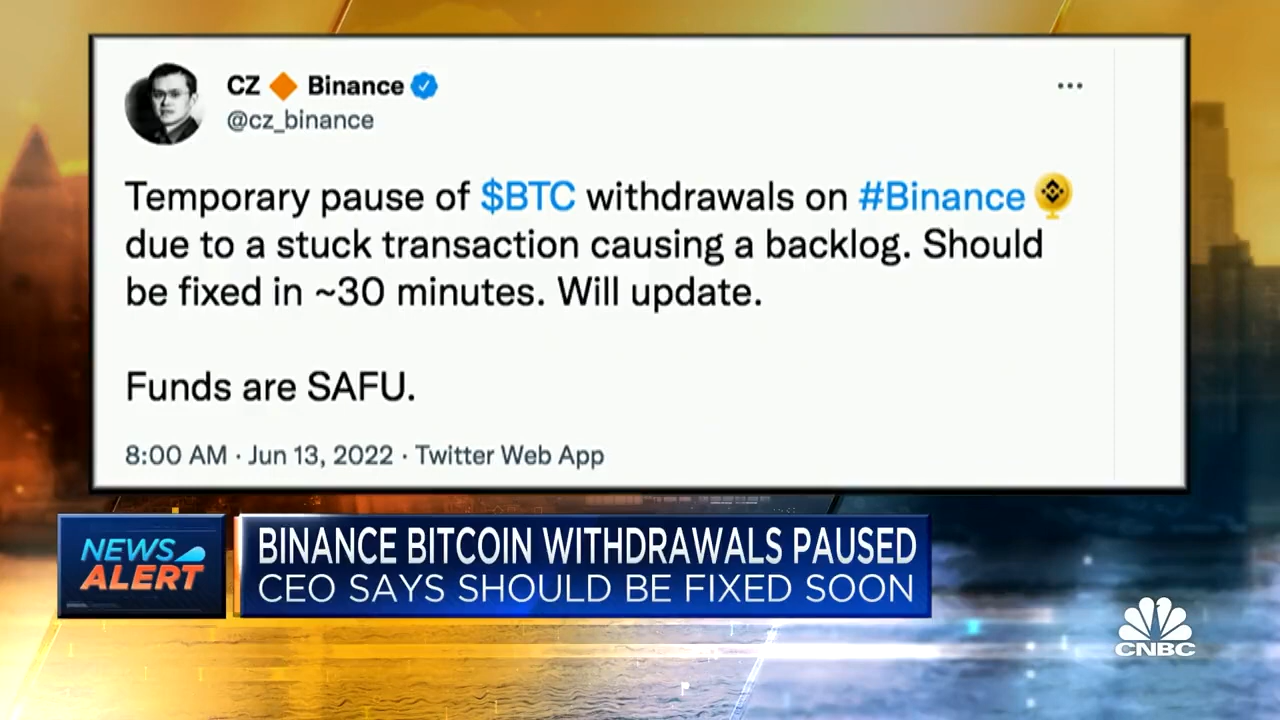 CZ 🔶 Binance
@cz_binance
Temporary pause of $BTC withdrawals on #Binance
due to a stuck transaction causing a backlog. Should
be fixed in ~30 minutes. Will update.
Funds are SAFU.
8:00 AM · Jun 13, 2022 · Twitter Web App
NEWS
ALERT
BINANCE BITCOIN WITHDRAWALS PAUSED
CEO SAYS SHOULD BE FIXED SOON
CNBC